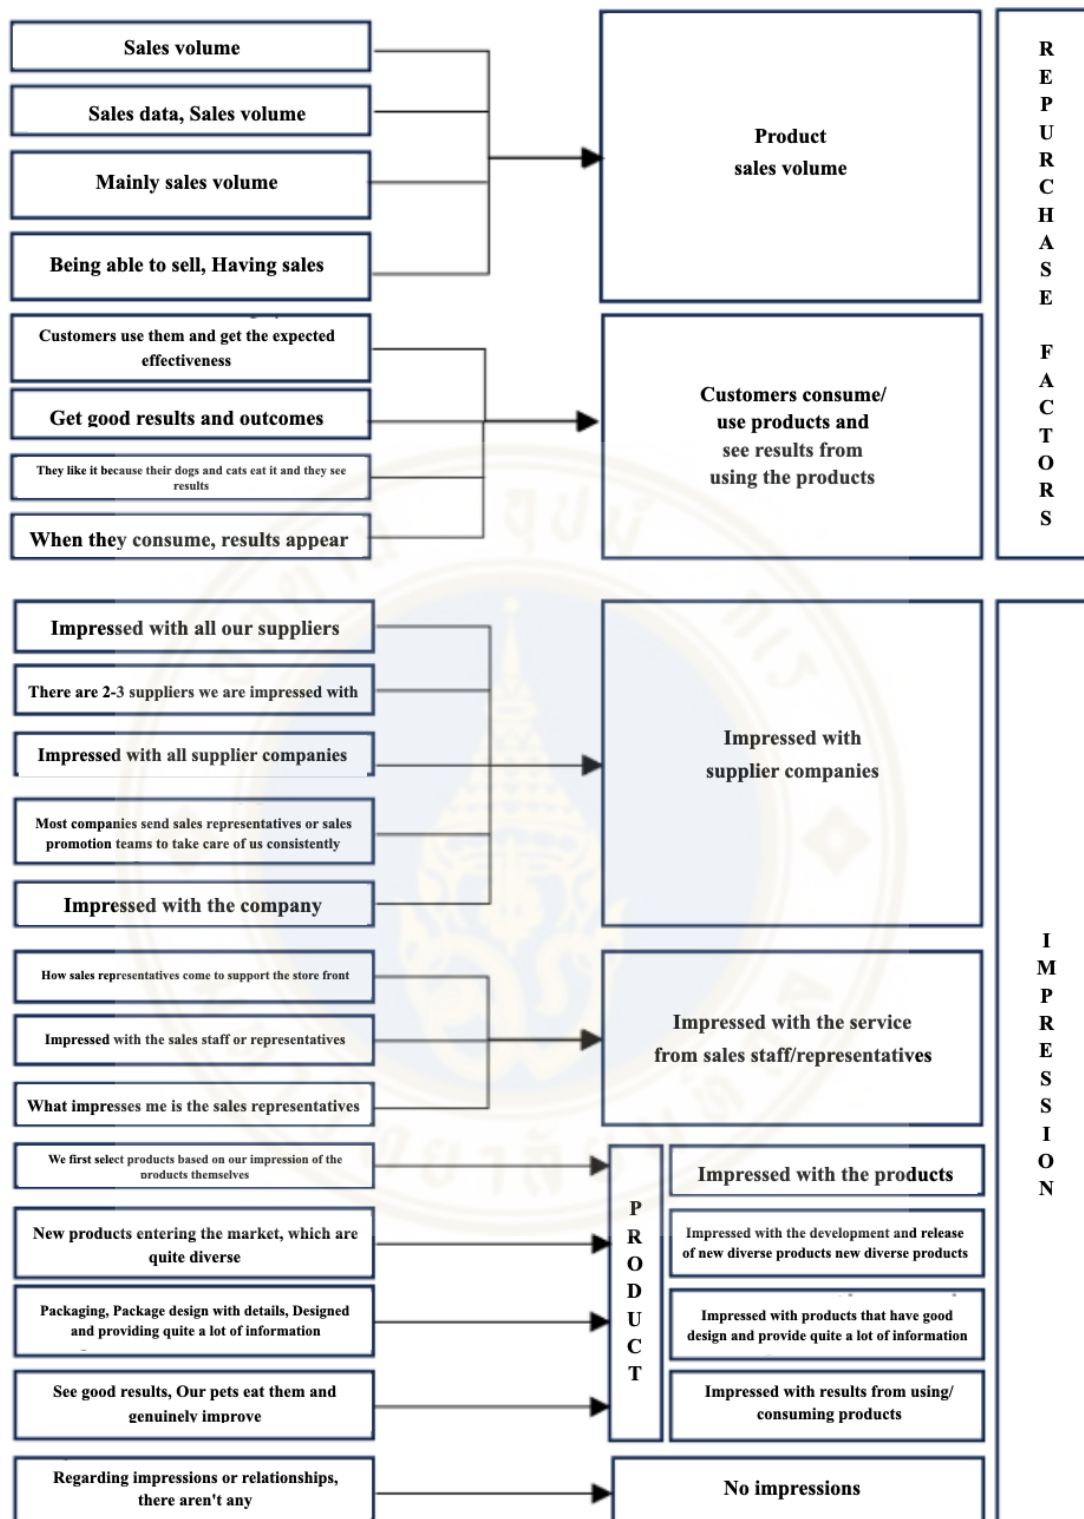 Sales volume
Sales data, Sales volume
Mainly sales volume
Being able to sell, Having sales
Product
sales volume
Customers use them and get the expected
effectiveness
Get good results and outcomes
They like it because their dogs and cats eat it and they see
results
When they consume, results appear
Customers consume/
use products and
see results from
using the products
REPURCHASE FACTORS
Impressed with all our suppliers
There are 2-3 suppliers we are impressed with
Impressed with all supplier companies
Most companies send sales representatives or sales
promotion teams to take care of us consistently
Impressed with the company
Impressed with
supplier companies
How sales representatives come to support the store front
Impressed with the sales staff or representatives
What impresses me is the sales representatives
Impressed with the service
from sales staff/representatives
We first select products based on our impression of the
products themselves
New products entering the market, which are
quite diverse
Packaging, Package design with details, Designed
and providing quite a lot of information
See good results, Our pets eat them and
genuinely improve
PRODUCT
Impressed with the products
Impressed with the development and release
of new diverse products new diverse products
Impressed with products that have good
design and provide quite a lot of information
Impressed with results from using/
consuming products
Regarding impressions or relationships,
there aren't any
No impressions
IMPRESSION